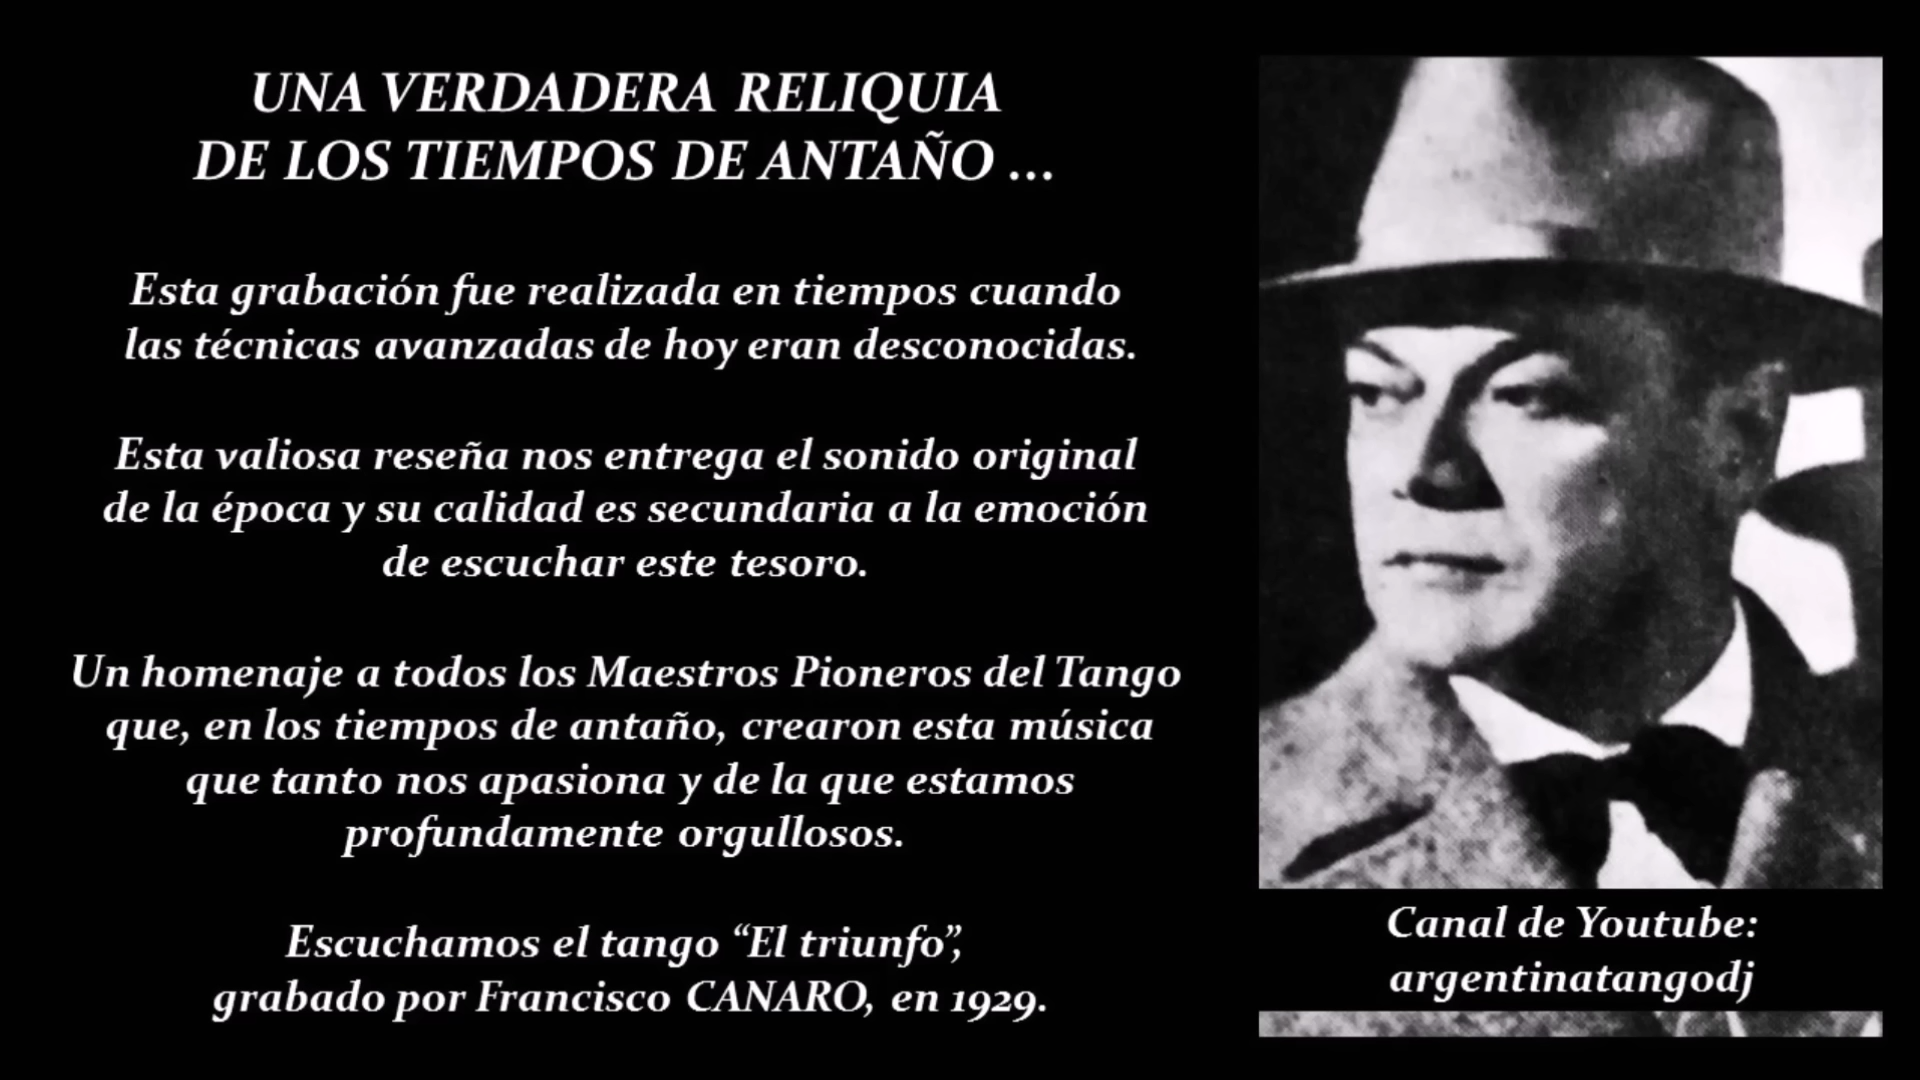 UNA VERDADERA RELIQUIA
DE LOS TIEMPOS DE ANTAÑO ...
Esta grabación fue realizada en tiempos cuando
las técnicas avanzadas de hoy eran desconocidas.
Esta valiosa reseña nos entrega el sonido original
de la época y su calidad es secundaria a la emoción
de escuchar este tesoro.
Un homenaje a todos los Maestros Pioneros del Tango
que, en los tiempos de antaño, crearon esta música
que tanto nos apasiona y de la que estamos
profundamente orgullosos.
Escuchamos el tango “El triunfo”,
grabado por Francisco CANARO, en 1929.
Canal de Youtube:
argentinatangodj